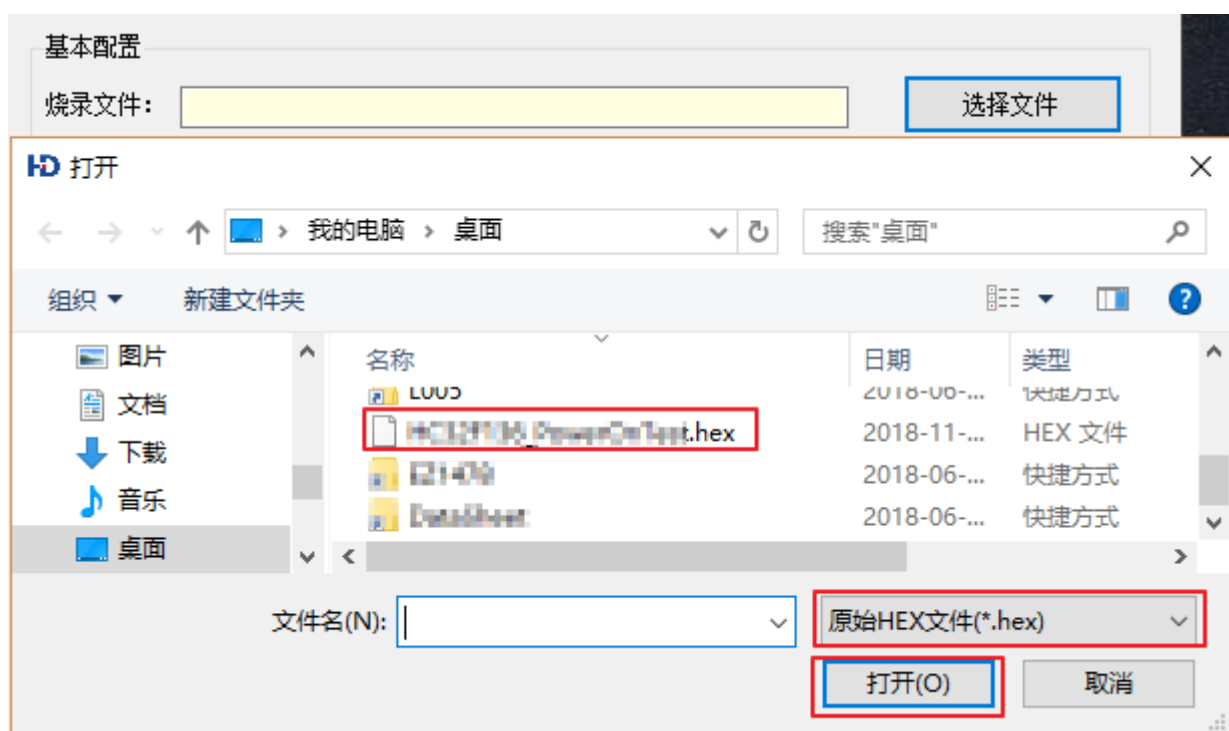 基本配置
烧录文件： 选择文件
HD 打开
我的电脑 › 桌面 搜索"桌面"
组织 新建文件夹
图片 名称 日期 类型
文档 L005 2018-06-... 快捷方式
.hex 2018-11-... HEX 文件
下载
2018-06-... 快捷方式
音乐
2018-06-... 快捷方式
桌面
文件名(N): 原始HEX文件(*.hex)
打开(O) 取消